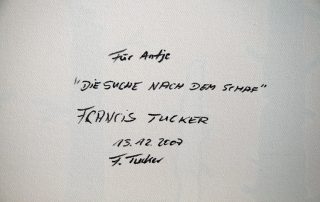 Für Antje
"DIE SUCHE NACH DEM SCHAF"
FRANCIS TUCKER
13.12.2007
F. Tucker